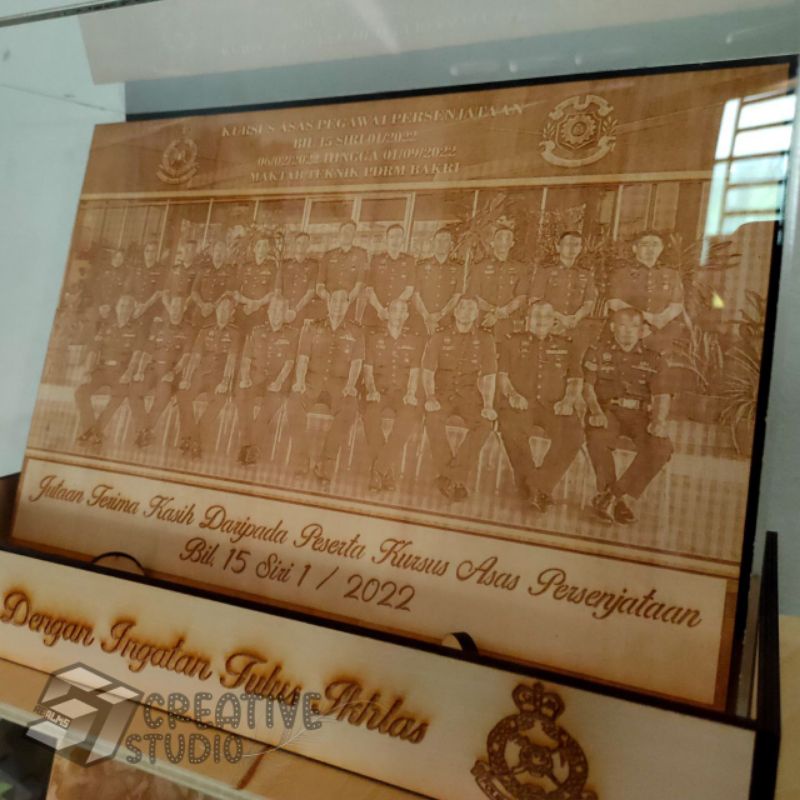 KURSUS ASAS PEGAWAI PERSENJATAAN
BIL 15 SIRI 01/2022
06/02/2022 HINGGA 01/09/2022
MAKTAB TEKNIK PDRM BAKRI
Jutaan Terima Kasih Daripada Peserta Kursus Asas Persenjataan
Bil. 15 Siri 1 / 2022
Dengan Ingatan Tulus Ikhlas
CREATIVE
STUDIO